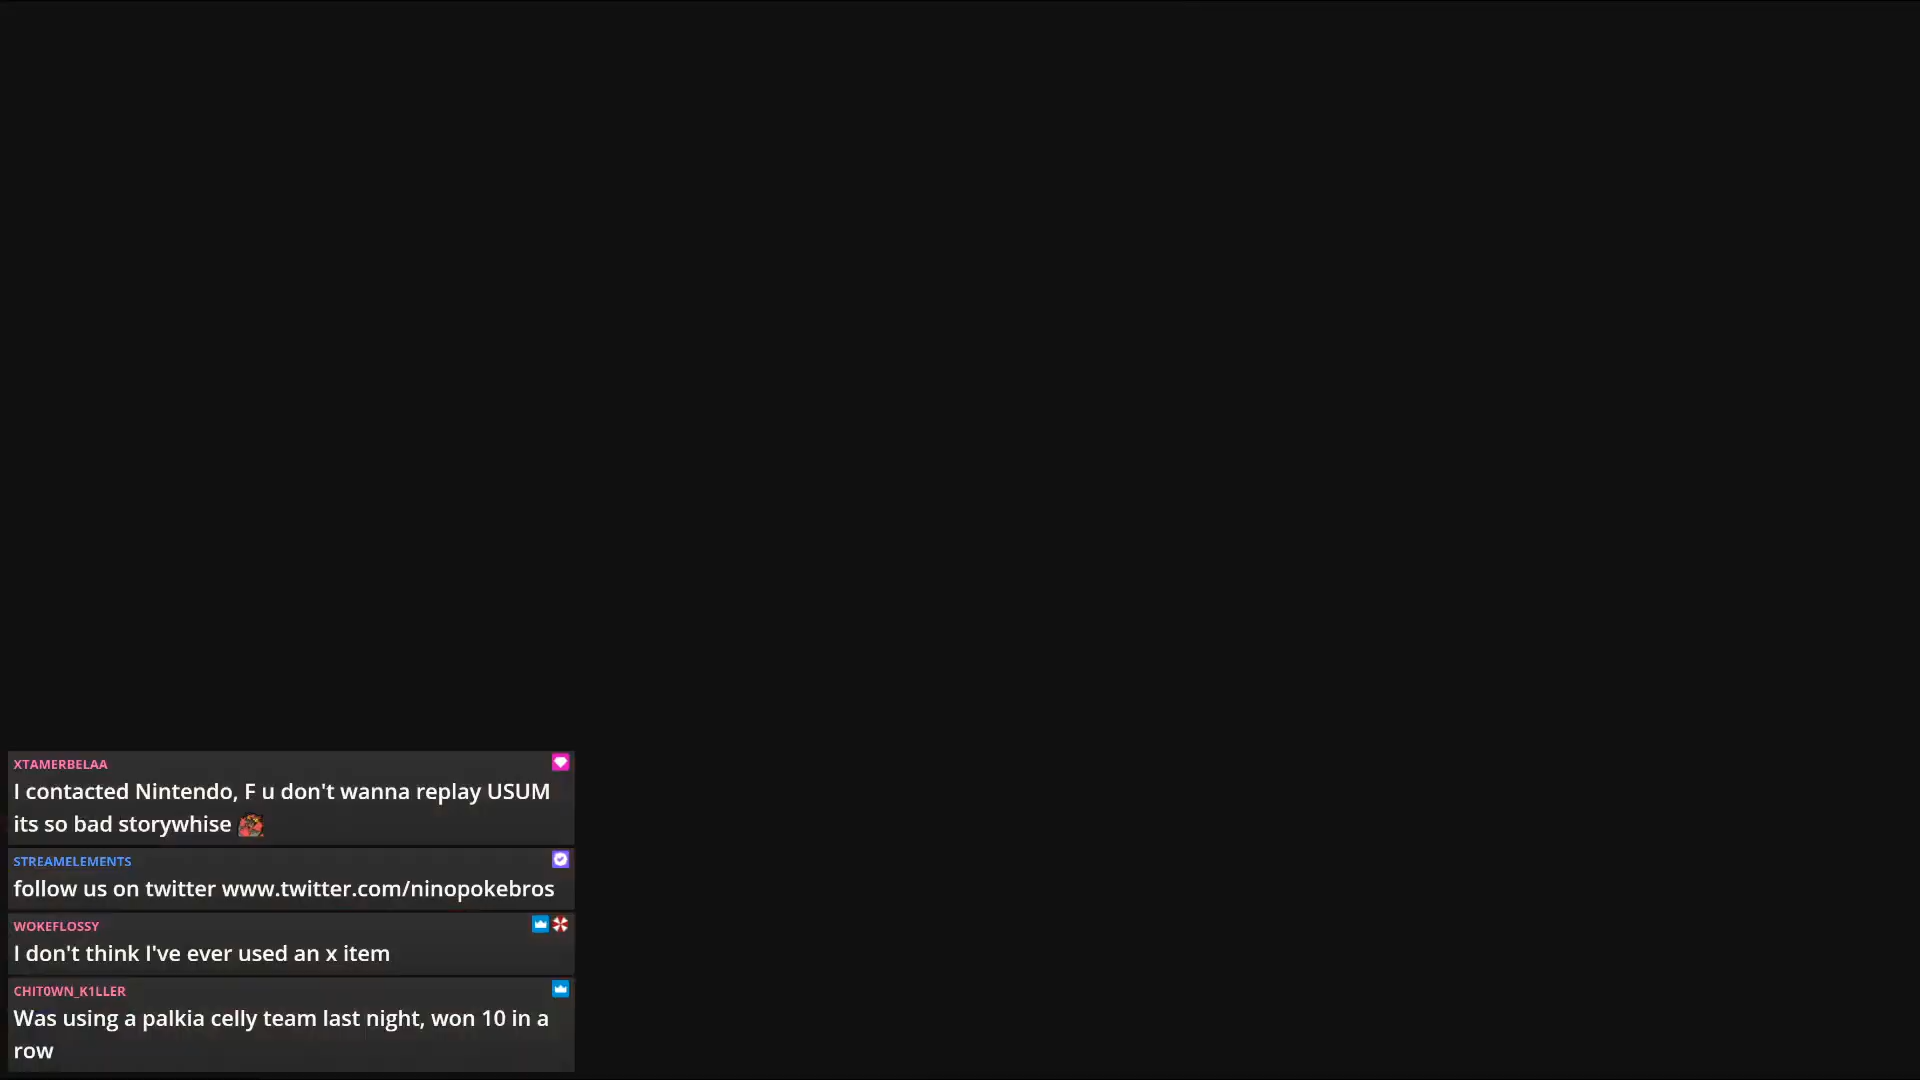 XTAMERBELAA
I contacted Nintendo, F u don't wanna replay USUM
its so bad storywhise
STREAMELEMENTS
follow us on twitter www.twitter.com/ninopokebros
WOKEFLOSSY
I don't think I've ever used an x item
CHIT0WN_K1LLER
Was using a palkia celly team last night, won 10 in a
row